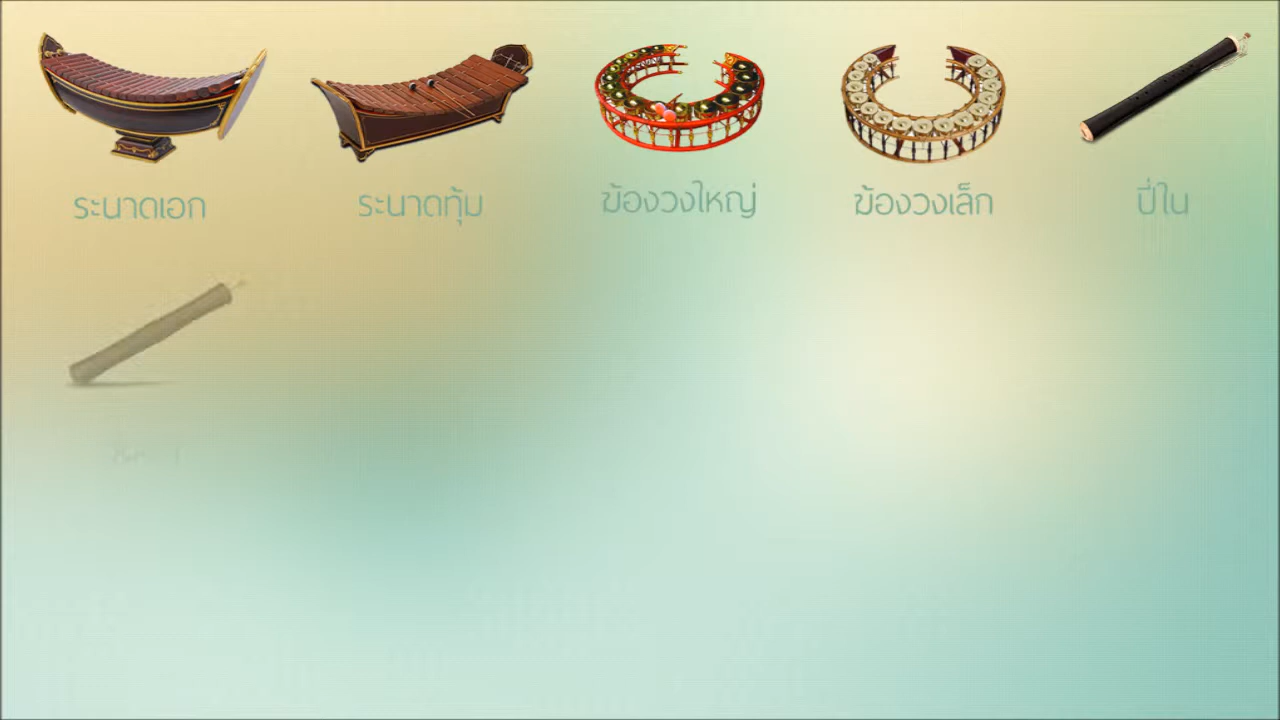 ระนาดเอก
ระนาดทุ้ม
ฆ้องวงใหญ่
ฆ้องวงเล็ก
ปี่ใน